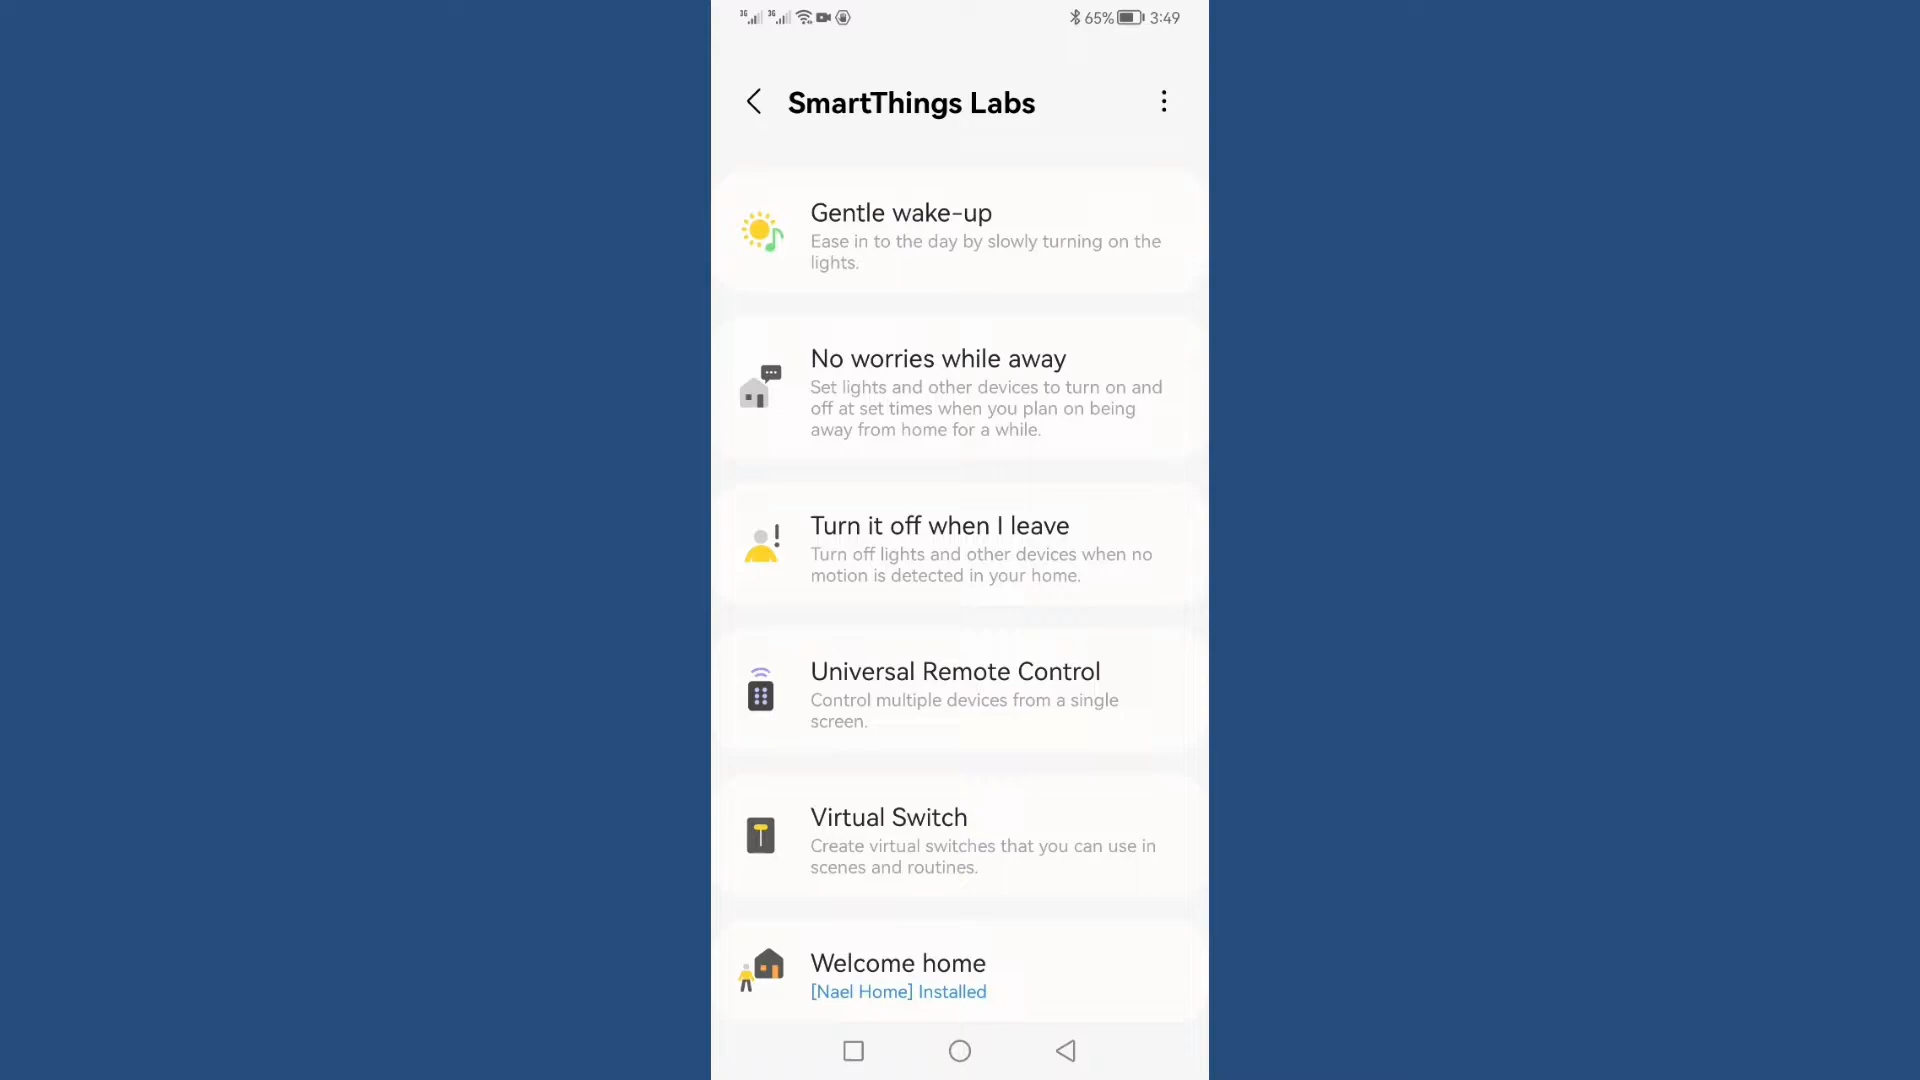 3G 3G 65% 3:49
SmartThings Labs
Gentle wake-up
Ease in to the day by slowly turning on the
lights.
No worries while away
Set lights and other devices to turn on and
off at set times when you plan on being
away from home for a while.
Turn it off when I leave
Turn off lights and other devices when no
motion is detected in your home.
Universal Remote Control
Control multiple devices from a single
screen.
Virtual Switch
Create virtual switches that you can use in
scenes and routines.
Welcome home
[Nael Home] Installed